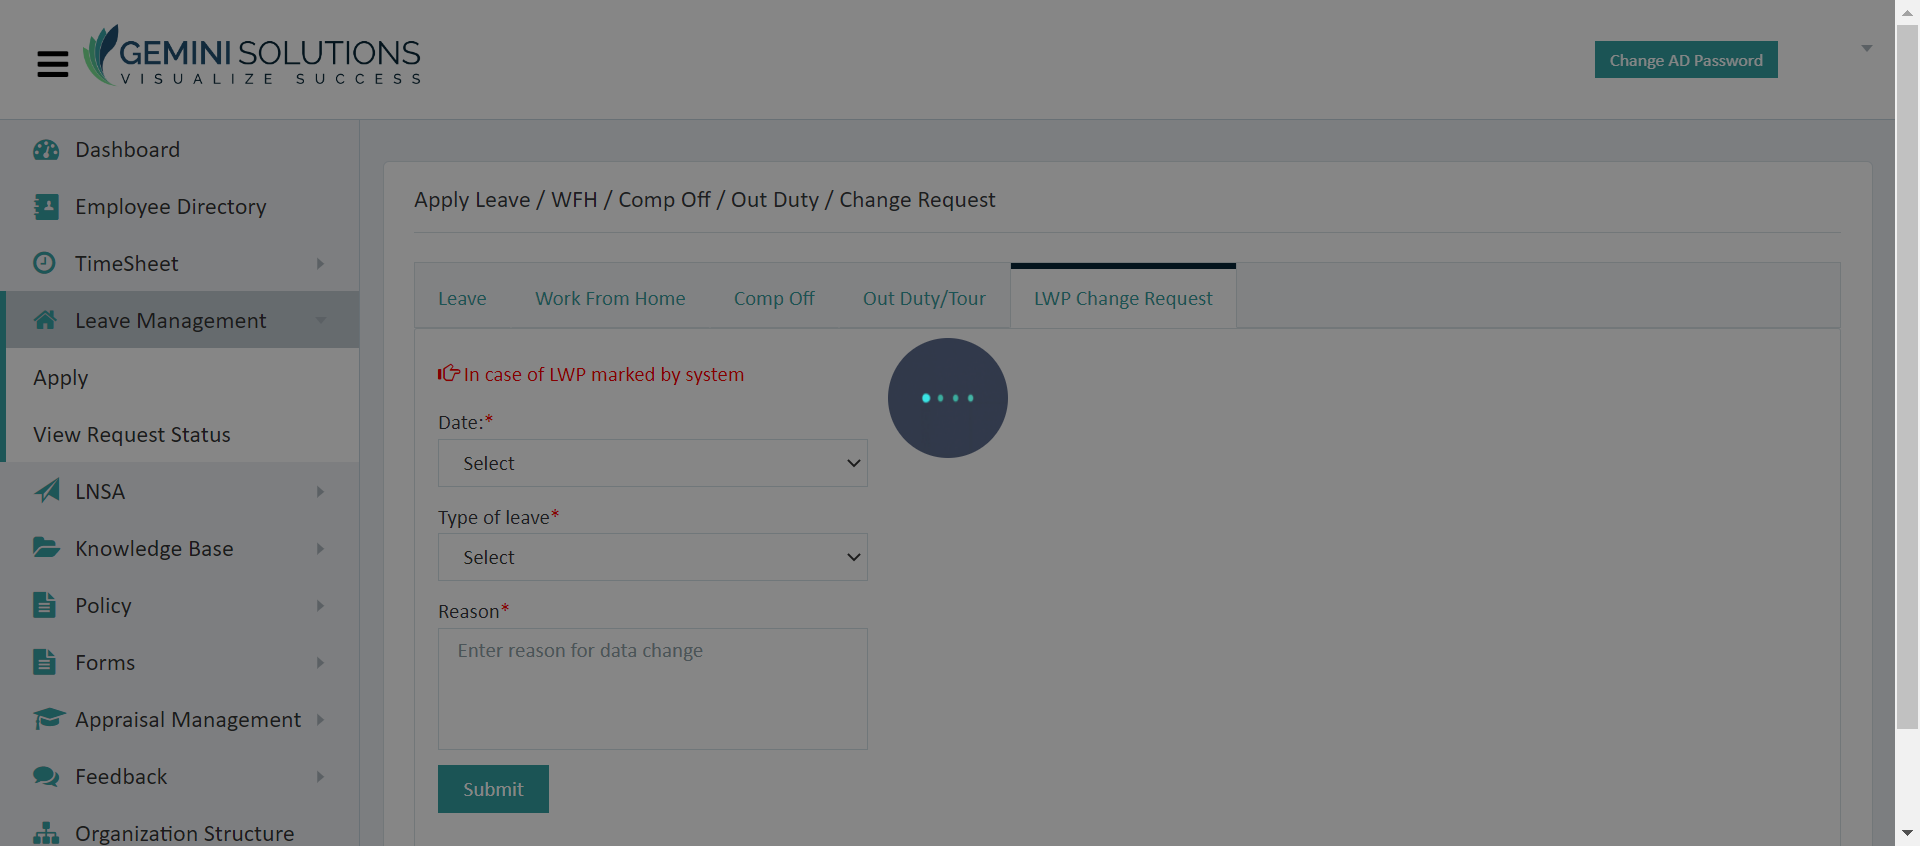 GEMINI SOLUTIONS
VISUALIZE SUCCESS
Change AD Password
Dashboard
Employee Directory
TimeSheet
Leave Management
Apply
View Request Status
LNSA
Knowledge Base
Policy
Forms
Appraisal Management
Feedback
Organization Structure
Apply Leave / WFH / Comp Off / Out Duty / Change Request
Leave Work From Home Comp Off Out Duty/Tour LWP Change Request
In case of LWP marked by system
Date:*
Select
Type of leave*
Select
Reason*
Enter reason for data change
Submit